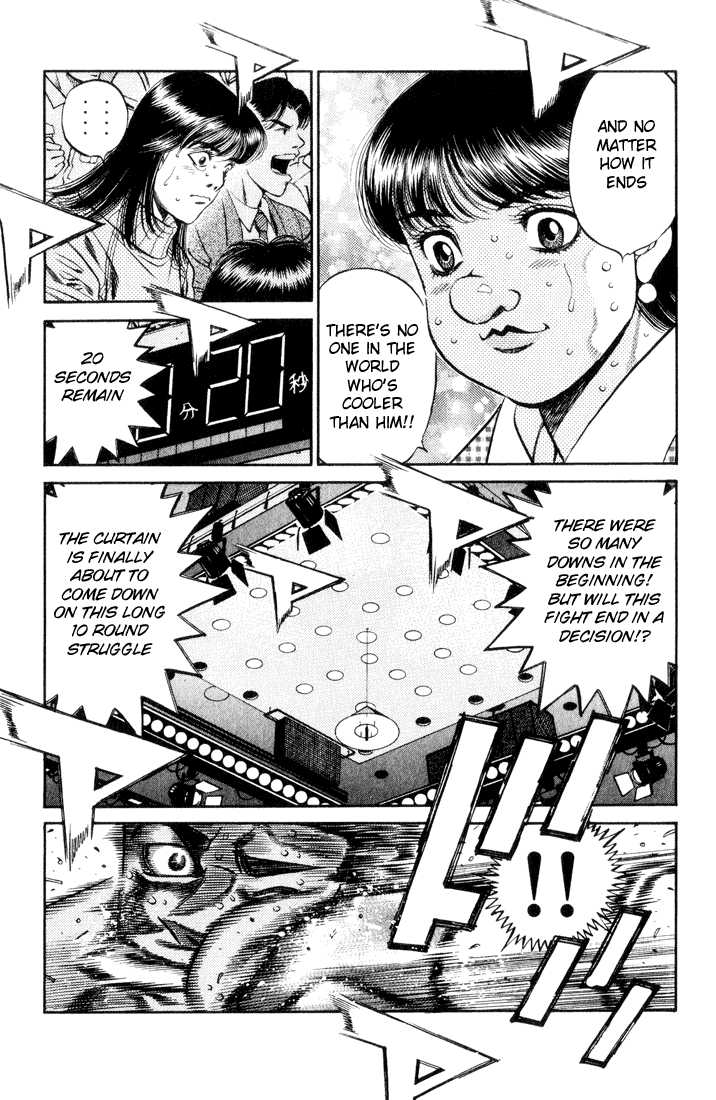 AND NO
MATTER
HOW IT
ENDS
THERE'S NO
ONE IN THE
WORLD
WHO'S
COOLER
THAN HIM!!
......
20
SECONDS
REMAIN
分20秒
THERE WERE
SO MANY
DOWNS IN THE
BEGINNING!
BUT WILL THIS
FIGHT END IN A
DECISION!?
THE CURTAIN
IS FINALLY
ABOUT TO
COME DOWN
ON THIS LONG
10 ROUND
STRUGGLE
!!